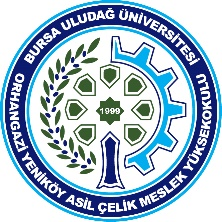 BURSA ULUDAĞ ÜNİVERSİTESİ
ORHANGAZİ YENİKÖY ASİL ÇELİK MESLEK YÜKSEKOKULU
1999